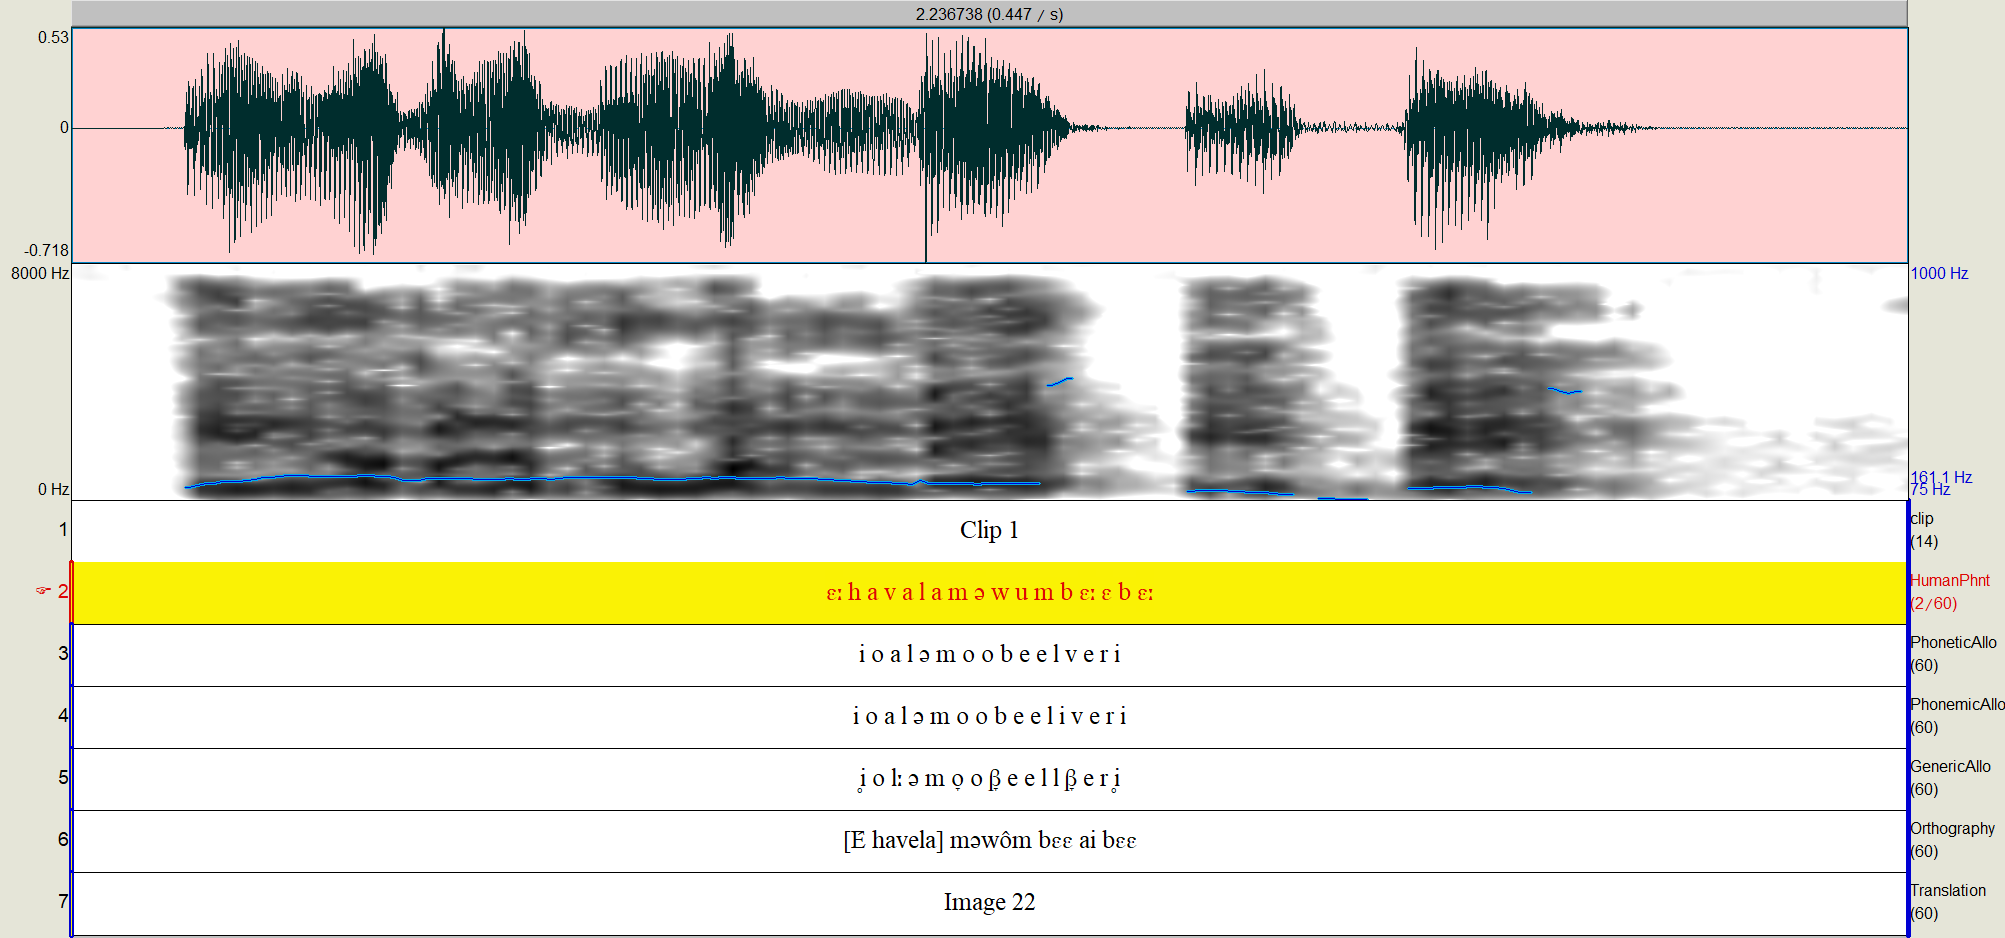 2.236738 (0.447 / s)
0.53
0
-0.718
8000 Hz
1000 Hz
161.1 Hz
0 Hz
75 Hz
1 Clip 1 clip (14)
2 ɛː h a v a l a m ə w u m b ɛː ɛ b ɛː HumanPhnt (2/60)
3 i o a l ə m o o b e e l v e r i PhoneticAllo (60)
4 i o a l ə m o o b e e l i v e r i PhonemicAllo (60)
5 i̥ o lː ə m o̞ o β̞ e e l l β̞ e r i̥ GenericAllo (60)
6 [É havela] məwôm bɛɛ ai bɛɛ Orthography (60)
7 Image 22 Translation (60)